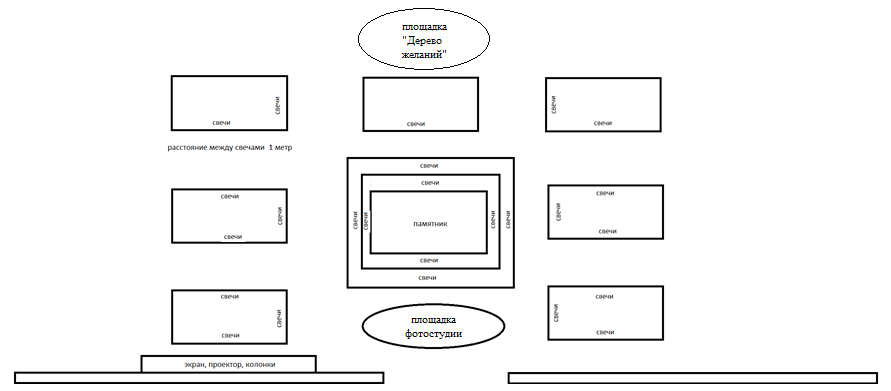 площадка
"Дерево
желаний"
свечи
свечи
свечи
свечи
свечи
расстояние между свечами 1 метр
свечи
свечи
свечи
свечи
свечи
свечи
свечи
памятник
свечи
свечи
свечи
свечи
свечи
свечи
свечи
свечи
свечи
свечи
свечи
свечи
площадка
фотостудии
свечи
свечи
свечи
экран, проектор, колонки